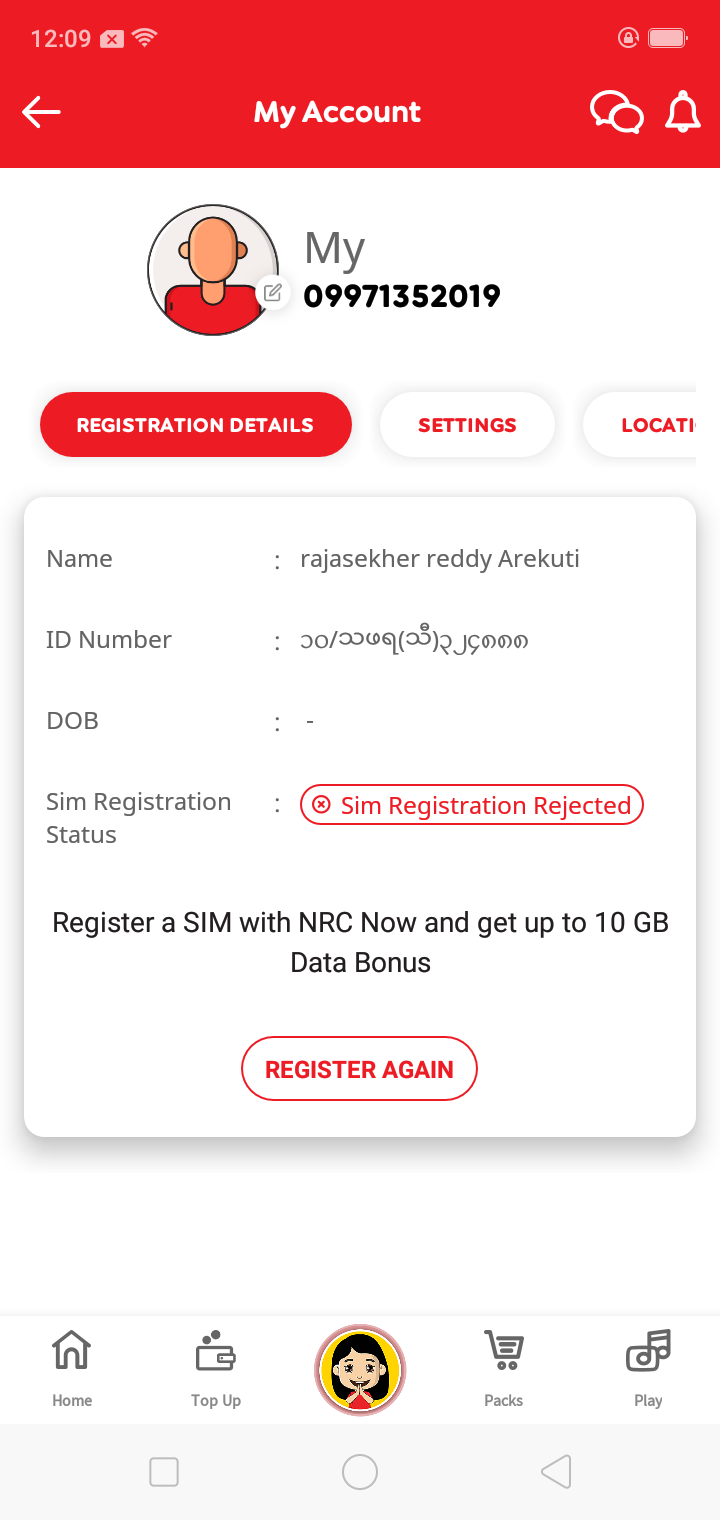 12:09
My Account
My
09971352019
REGISTRATION DETAILS SETTINGS LOCATI
Name : rajasekher reddy Arekuti
ID Number : ၁၀/သဖရ(သီ)၃၂၄၈၈၈
DOB : -
Sim Registration : Sim Registration Rejected
Status
Register a SIM with NRC Now and get up to 10 GB
Data Bonus
REGISTER AGAIN
Home Top Up Packs Play